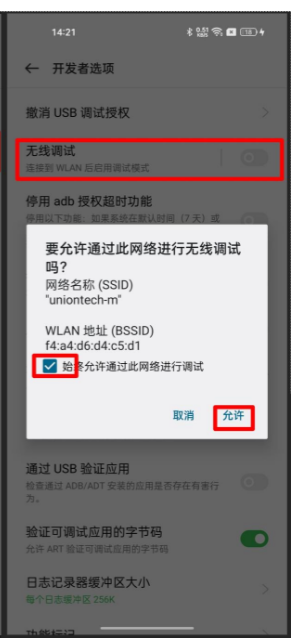 14:21
0.51 KB/S
18
← 开发者选项
撤消 USB 调试授权
无线调试
连接到 WLAN 后启用调试模式
停用 adb 授权超时功能
停用以下功能:如果系统在默认时间(7 天)或
要允许通过此网络进行无线调试
吗?
网络名称 (SSID)
"uniontech-m"
WLAN 地址 (BSSID)
f4:a4:d6:d4:c5:d1
始终允许通过此网络进行调试
取消 允许
通过 USB 验证应用
检查通过 ADB/ADT 安装的应用是否存在有害行
为。
验证可调试应用的字节码
允许 ART 验证可调试应用的字节码
日志记录器缓冲区大小
每个日志缓冲区 256K
功能标记